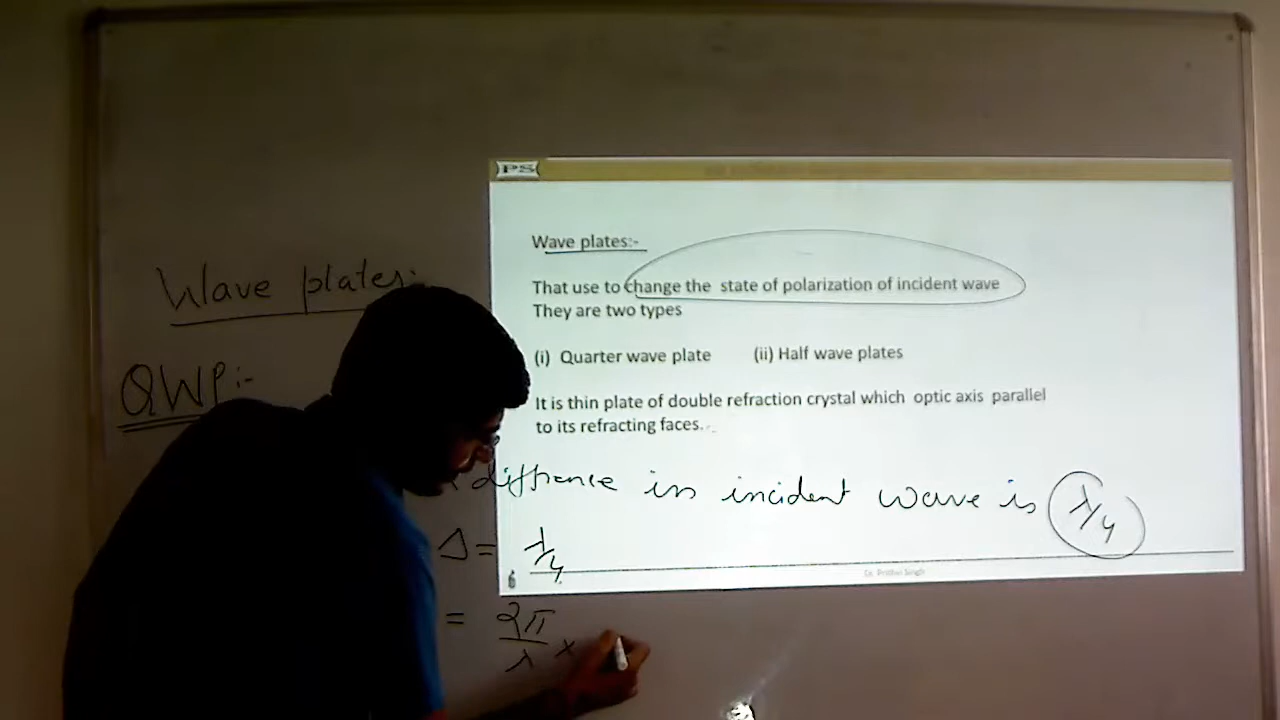 PS
Wave plates:-
That use to change the state of polarization of incident wave
They are two types
(i) Quarter wave plate (ii) Half wave plates
It is thin plate of double refraction crystal which optic axis parallel
to its refracting faces.
Wave plates:
QWP:-
diffrence in incident wave is λ/4
Δ = λ/4
6
= 2π/λ ×